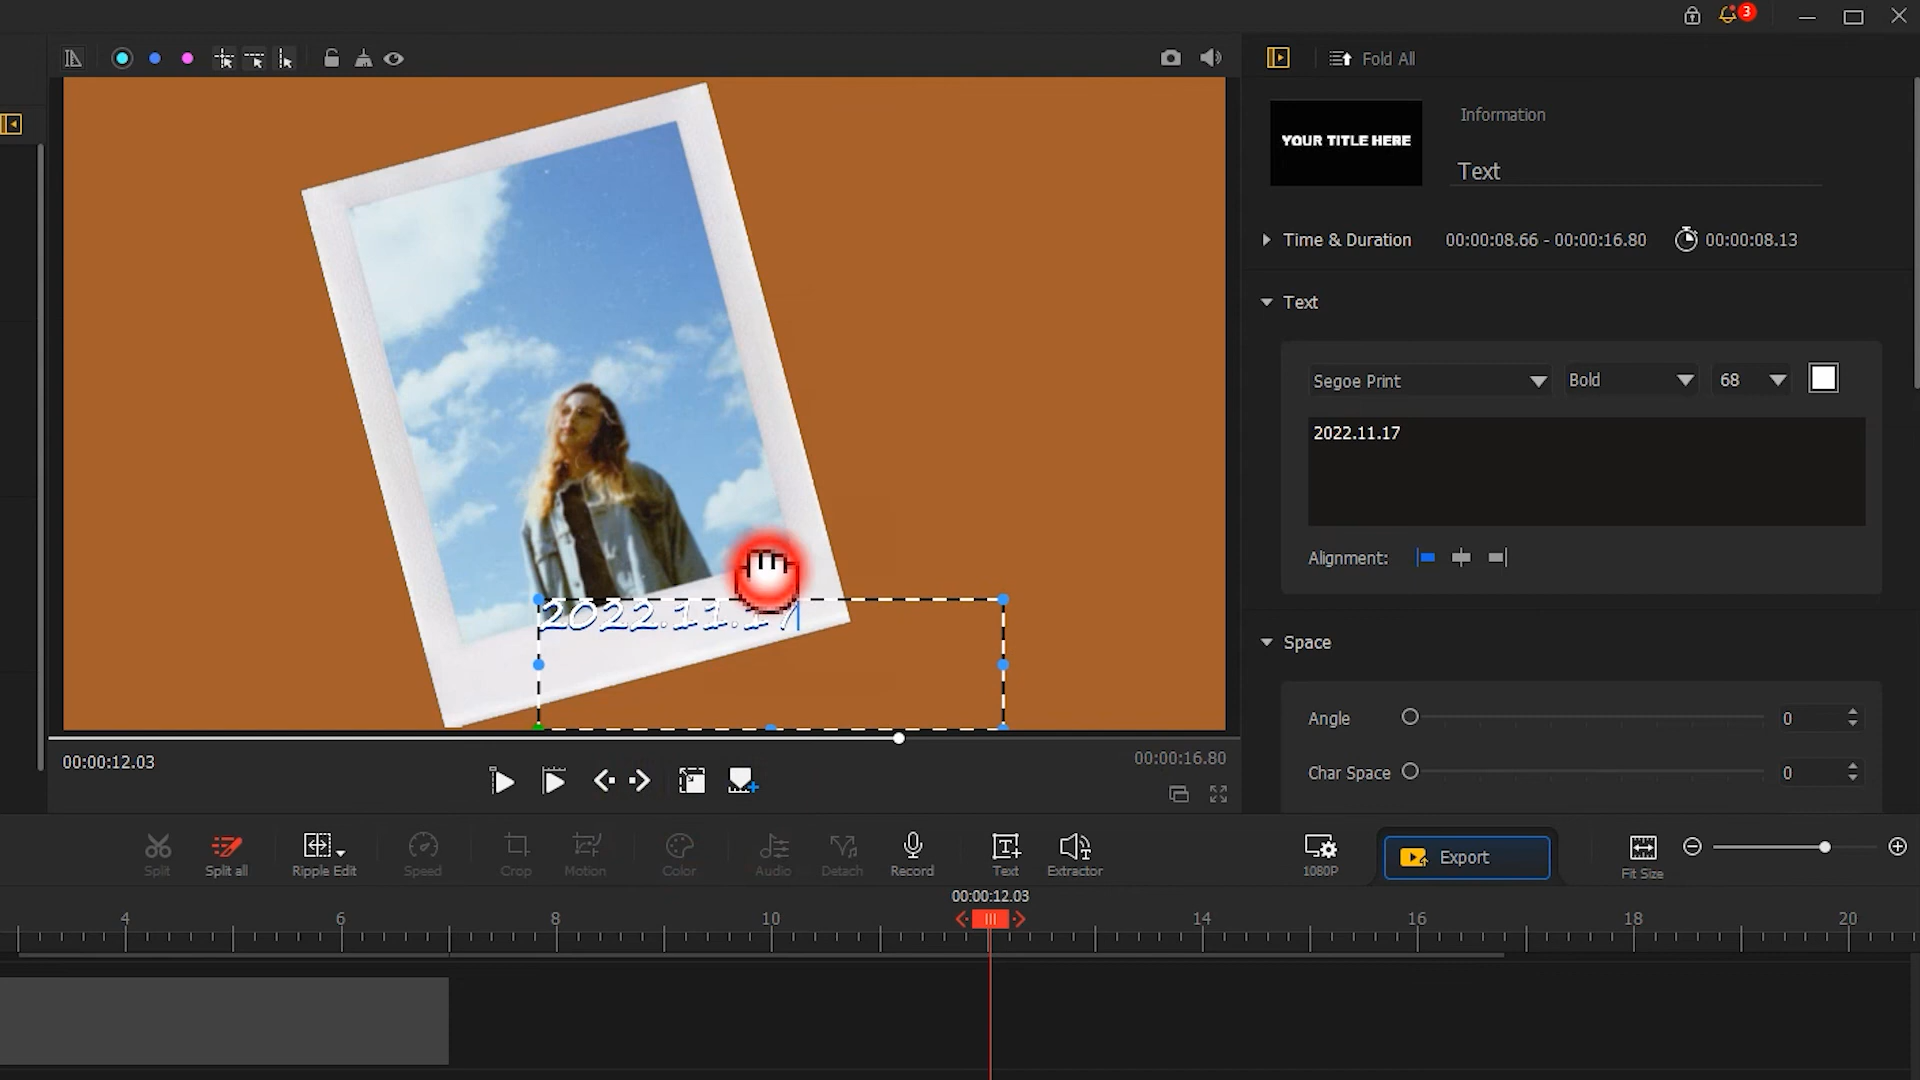 3
Fold All
YOUR TITLE HERE
Information
Text
Time & Duration 00:00:08.66 - 00:00:16.80 00:00:08.13
Text
Segoe Print Bold 68
2022.11.17
Alignment:
2022.11.17
Space
Angle 0
Char Space 0
00:00:12.03
00:00:16.80
Split
Split all
Ripple Edit
Speed
Crop
Motion
Color
Audio
Detach
Record
Text
Extractor
1080P
Export
Fit Size
00:00:12.03
4 6 8 10 14 16 18 20